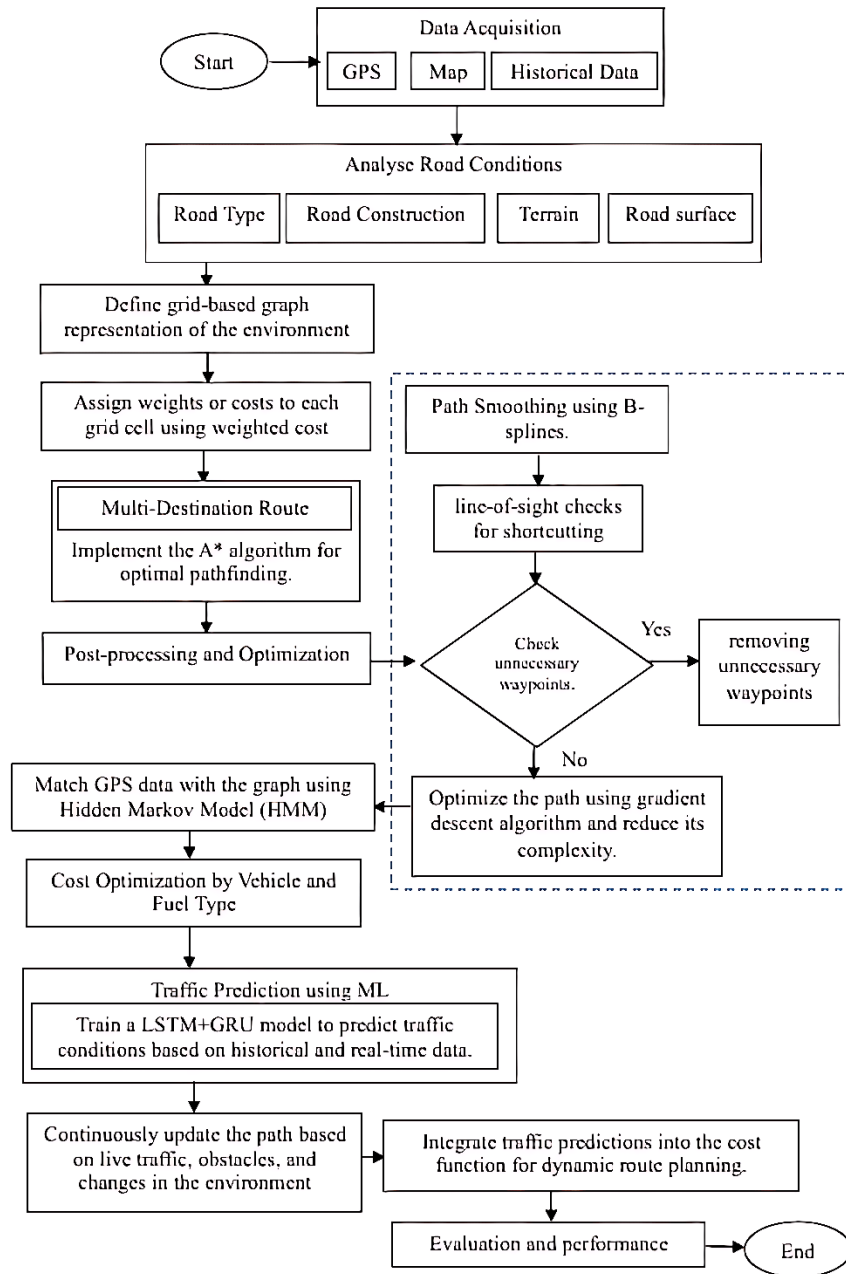 Data Acquisition
Start
GPS
Map
Historical Data
Analyse Road Conditions
Road Type
Road Construction
Terrain
Road surface
Define grid-based graph
representation of the environment
Assign weights or costs to each
grid cell using weighted cost
Multi-Destination Route
Implement the A* algorithm for
optimal pathfinding.
Post-processing and Optimization
Path Smoothing using B-
splines.
line-of-sight checks
for shortcutting
Check
unnecessary
waypoints.
Yes
removing
unnecessary
waypoints
No
Optimize the path using gradient
descent algorithm and reduce its
complexity.
Match GPS data with the graph using
Hidden Markov Model (HMM)
Cost Optimization by Vehicle and
Fuel Type
Traffic Prediction using ML
Train a LSTM+GRU model to predict traffic
conditions based on historical and real-time data.
Continuously update the path based
on live traffic, obstacles, and
changes in the environment
Integrate traffic predictions into the cost
function for dynamic route planning.
Evaluation and performance
End